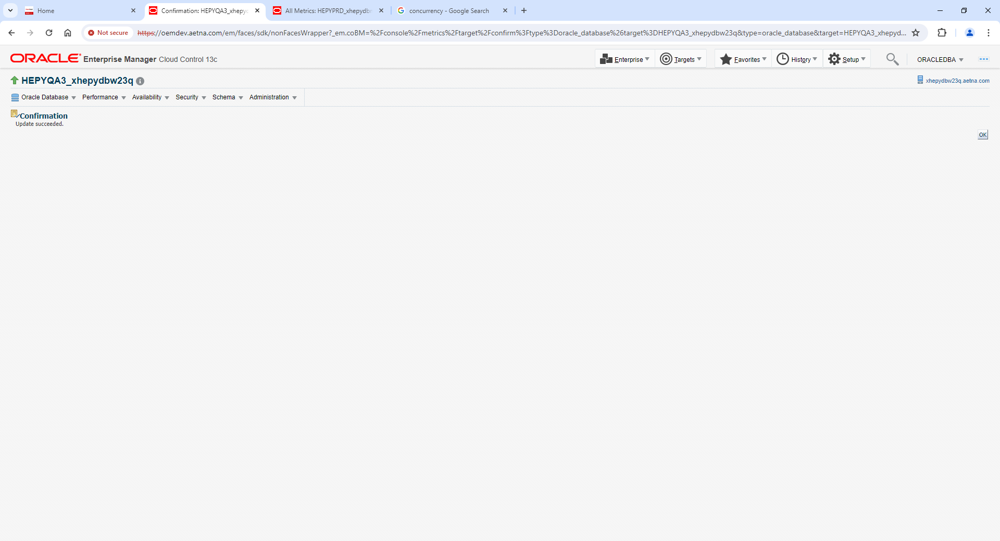 Home
Confirmation: HEPYQA3_xhepyd
All Metrics: HEPYPRD_xhepydb
concurrency - Google Search
Not secure
https://oemdev.aetna.com/em/faces/sdk/nonFacesWrapper?_em.coBM=%2Fconsole%2Fmetrics%2Ftarget%2Fconfirm%3Ftype%3Doracle_database%26target%3DHEPYQA3_xhepydbw23q&type=oracle_database&target=HEPYQA3_xhepyd...
ORACLE® Enterprise Manager Cloud Control 13c
Enterprise
Targets
Favorites
History
Setup
ORACLEDBA
HEPYQA3_xhepydbw23q
xhepydbw23q.aetna.com
Oracle Database
Performance
Availability
Security
Schema
Administration
Confirmation
Update succeeded.
OK